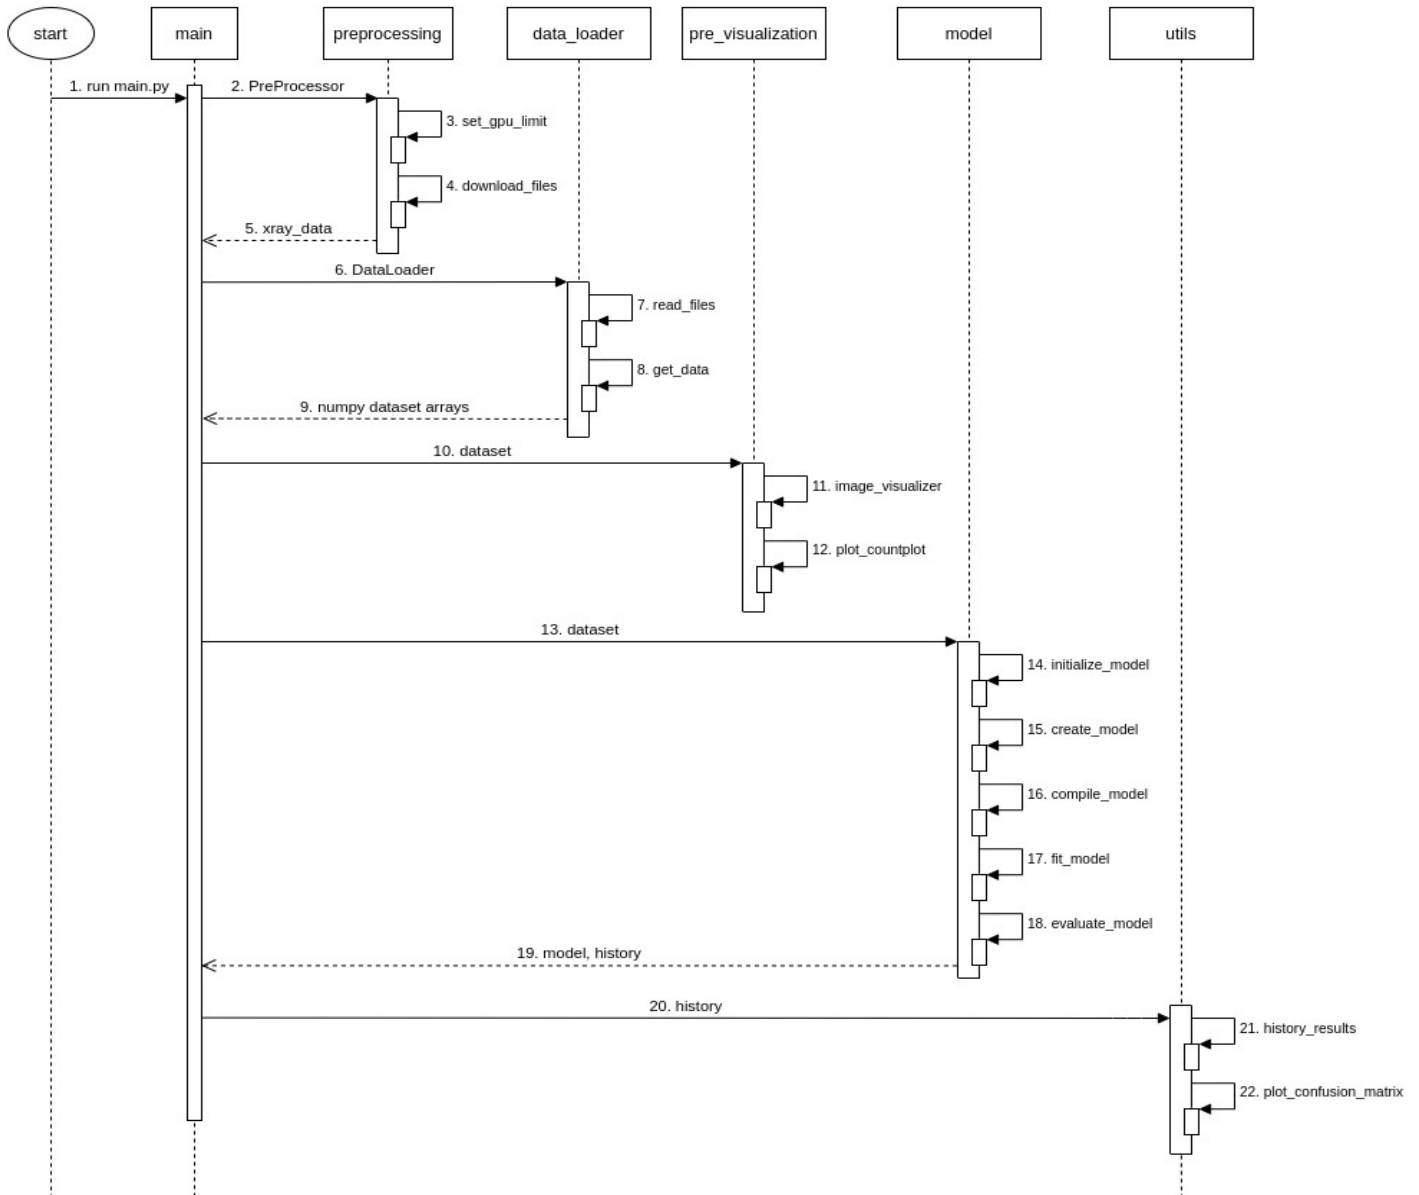 start
main
preprocessing
data_loader
pre_visualization
model
utils
1. run main.py
2. PreProcessor
3. set_gpu_limit
4. download_files
5. xray_data
6. DataLoader
7. read_files
8. get_data
9. numpy dataset arrays
10. dataset
11. image_visualizer
12. plot_countplot
13. dataset
14. initialize_model
15. create_model
16. compile_model
17. fit_model
18. evaluate_model
19. model, history
20. history
21. history_results
22. plot_confusion_matrix